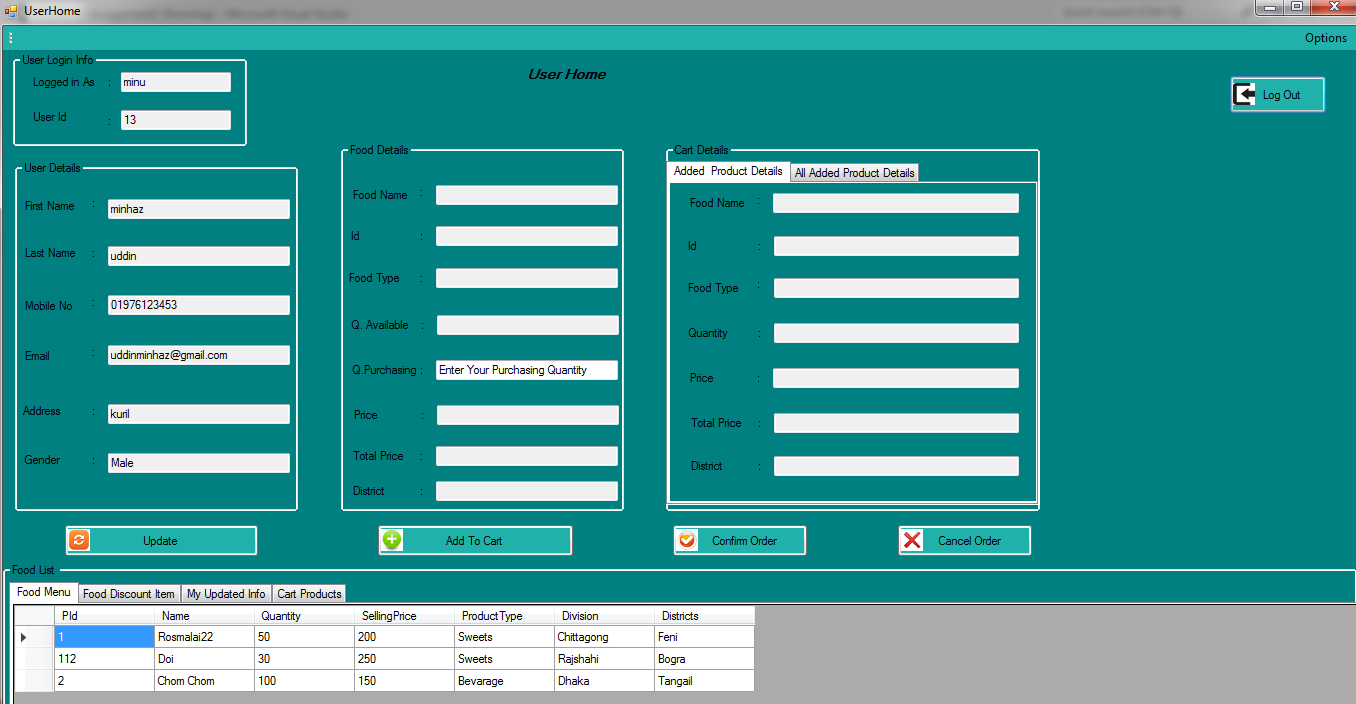 UserHome
Options
User Login Info
Logged in As : minu
User Id : 13
User Home
Log Out
User Details
First Name : minhaz
Last Name : uddin
Mobile No : 01976123453
Email : uddinminhaz@gmail.com
Address : kuril
Gender : Male
Update
Food Details
Food Name :
Id :
Food Type :
Q. Available :
Q.Purchasing : Enter Your Purchasing Quantity
Price :
Total Price :
District :
Add To Cart
Cart Details
Added Product Details All Added Product Details
Food Name :
Id :
Food Type :
Quantity :
Price :
Total Price :
District :
Confirm Order
Cancel Order
Food List
Food Menu Food Discount Item My Updated Info Cart Products
PId Name Quantity SellingPrice ProductType Division Districts
1 Rosmalai22 50 200 Sweets Chittagong Feni
112 Doi 30 250 Sweets Rajshahi Bogra
2 Chom Chom 100 150 Bevarage Dhaka Tangail